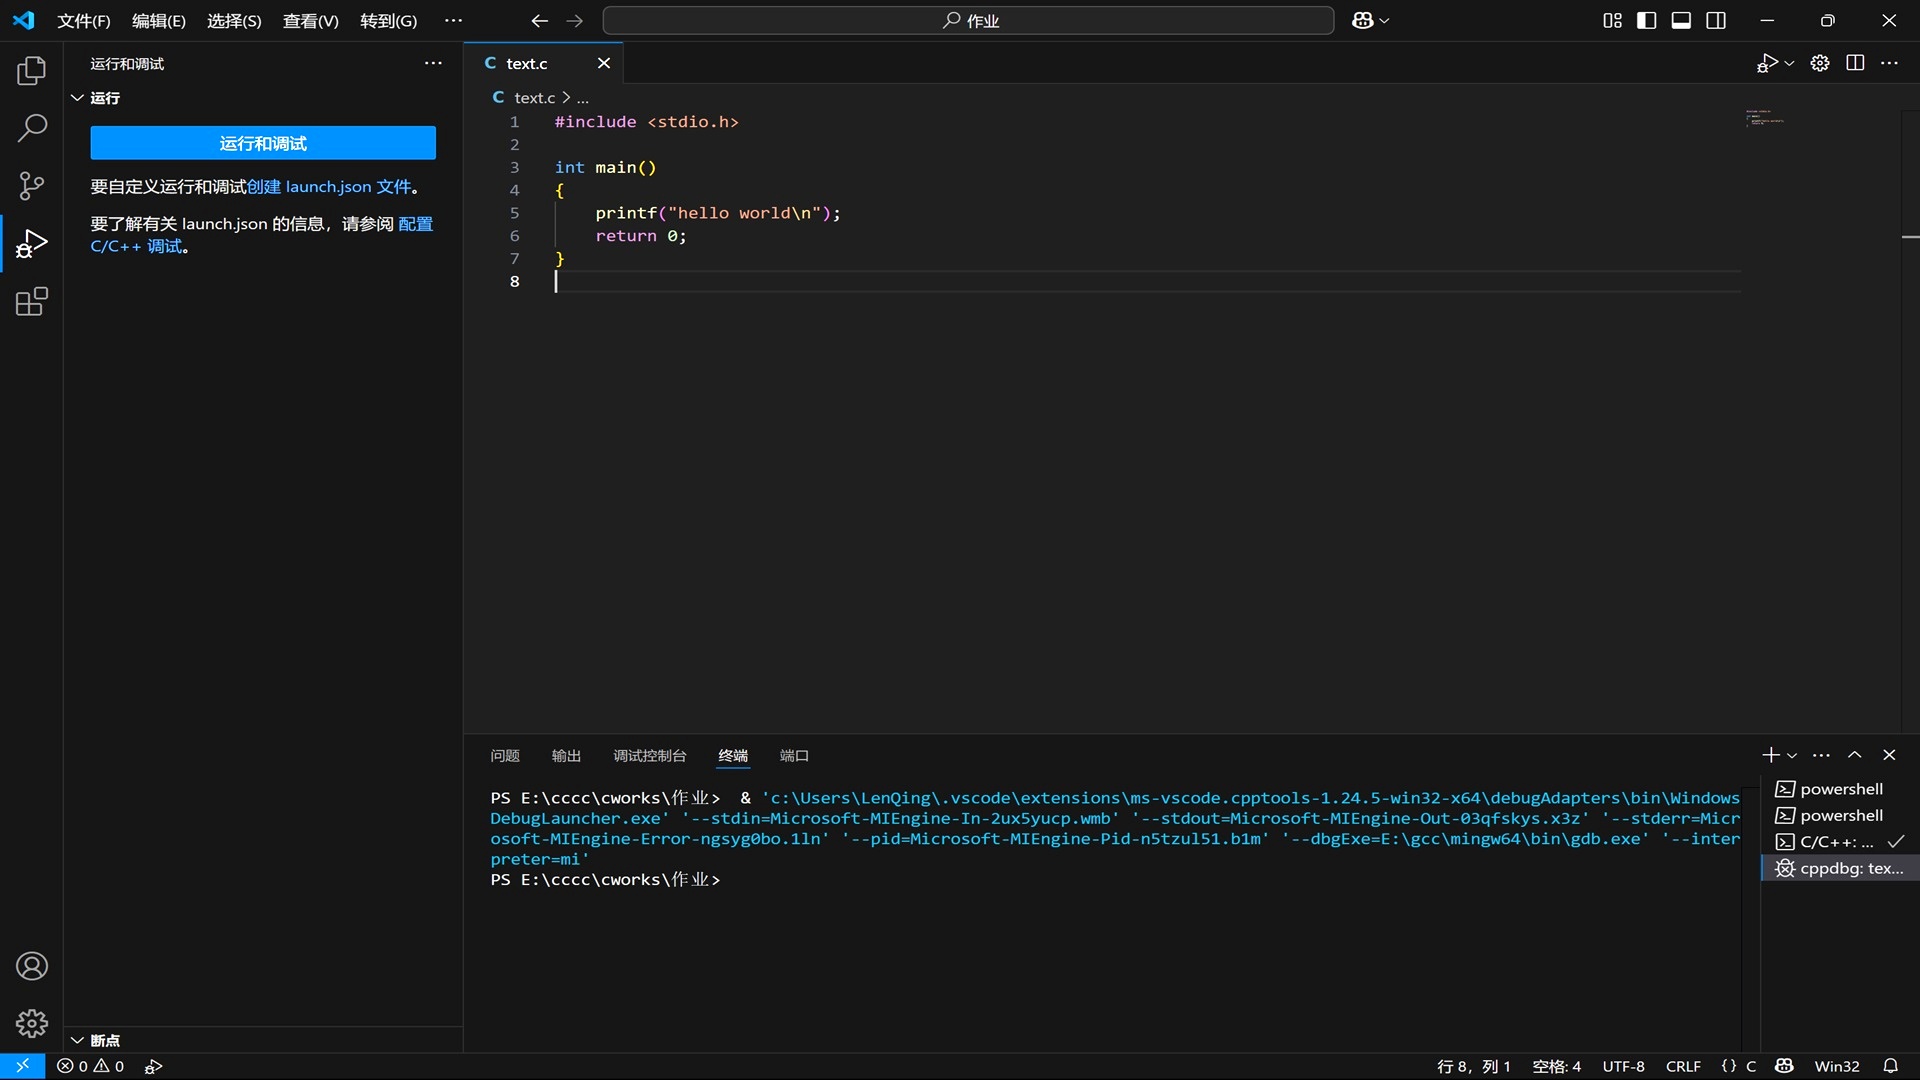 文件(F) 编辑(E) 选择(S) 查看(V) 转到(G) ··· 作业
运行和调试 ···
运行
运行和调试
要自定义运行和调试创建 launch.json 文件。
要了解有关 launch.json 的信息，请参阅 配置
C/C++ 调试。
断点
C text.c
C text.c > ...
1 #include <stdio.h>
2
3 int main()
4 {
5     printf("hello world\n");
6     return 0;
7 }
8
问题 输出 调试控制台 终端 端口
PS E:\cccc\cworks\作业>  & 'c:\Users\LenQing\.vscode\extensions\ms-vscode.cpptools-1.24.5-win32-x64\debugAdapters\bin\Windows
DebugLauncher.exe' '--stdin=Microsoft-MIEngine-In-2ux5yucp.wmb' '--stdout=Microsoft-MIEngine-Out-03qfskys.x3z' '--stderr=Micr
osoft-MIEngine-Error-ngsyg0bo.1ln' '--pid=Microsoft-MIEngine-Pid-n5tzul51.b1m' '--dbgExe=E:\gcc\mingw64\bin\gdb.exe' '--inter
preter=mi'
PS E:\cccc\cworks\作业>
powershell
powershell
C/C++: ...
cppdbg: tex...
0 0 行 8，列 1 空格: 4 UTF-8 CRLF {} C Win32